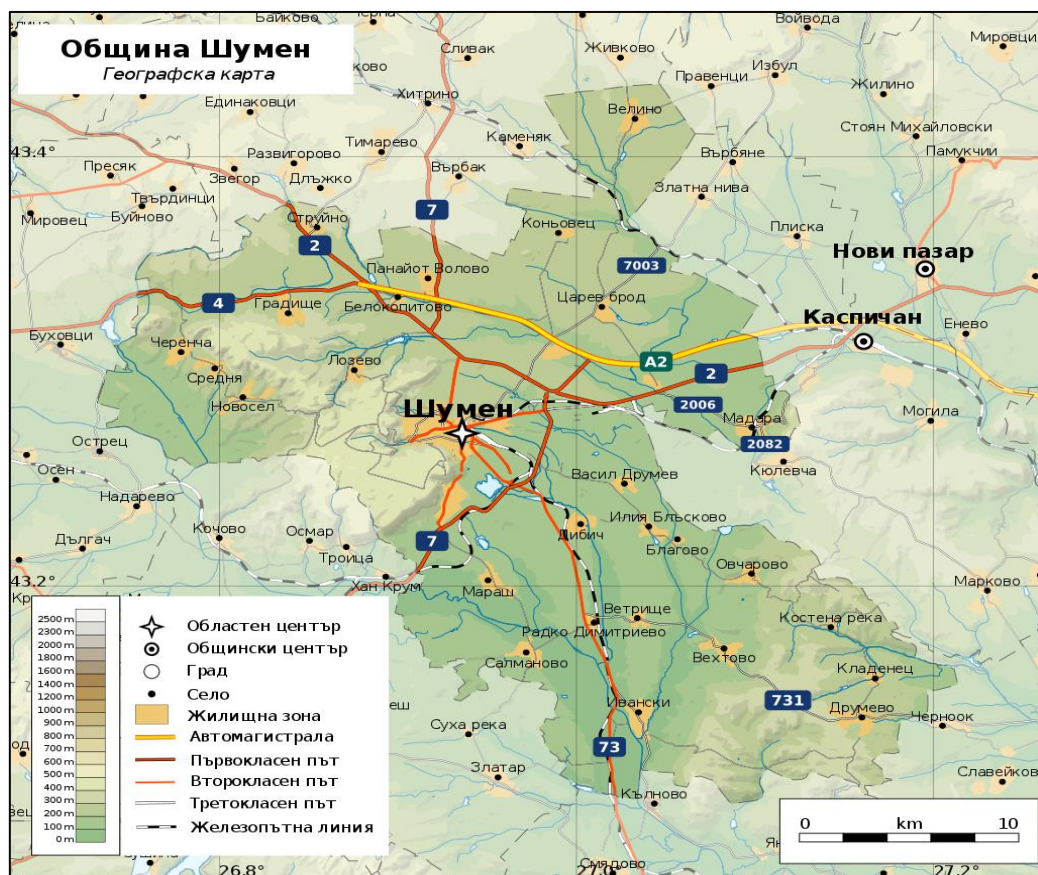 Община Шумен
Географска карта
Байково
Сливак
Живково
Войвода
Мировци
Правенци
Избул
Жилино
Хитрино
Единаковци
Велино
Каменяк
Стоян Михайловски
Памукчии
43.4°
Тимарево
Развигорово
Пресяк
Звегор
Длъжко
Върбак
Върбяне
Твърдинци
Златна нива
Мировец
Буйново
Струйно
7
Коньовец
Плиска
2
Нови пазар
7003
Панайот Волово
4
Градище
Белокопитово
Царев брод
Каспичан
Буховци
Енево
Черенча
Лозево
A2
Средня
2
Новосел
Шумен
2006
Мадара
Могила
2082
Острец
Кюлевча
Осен
Васил Друмев
Надарево
Илия Блъсково
Дибич
Кочово
Осмар
7
Благово
Дългач
Троица
Овчарово
43.2°
Хан Крум
Мараш
Марково
Ветрище
Костена река
Радко Димитриево
Салманово
Вехтово
Кладенец
731
Ивански
Друмево
Черноок
Суха река
73
Златар
Славейково
Кълново
Смядово
26.8°
27.0°
27.2°
2500 m
2300 m
2000 m
1800 m
1600 m
1400 m
1200 m
1000 m
900 m
800 m
700 m
600 m
500 m
400 m
300 m
200 m
100 m
0 m
Областен център
Общински център
Град
Село
Жилищна зона
Автомагистрала
Първокласен път
Второкласен път
Третокласен път
Железопътна линия
0 km 10